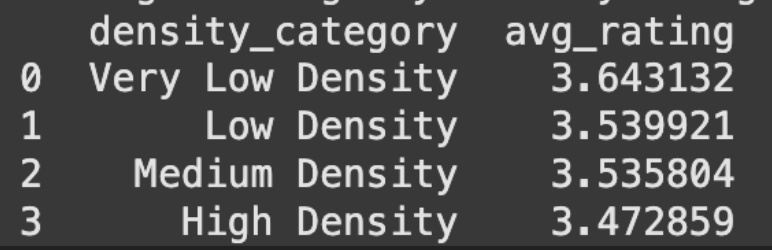 density_category avg_rating
0 Very Low Density 3.643132
1 Low Density 3.539921
2 Medium Density 3.535804
3 High Density 3.472859